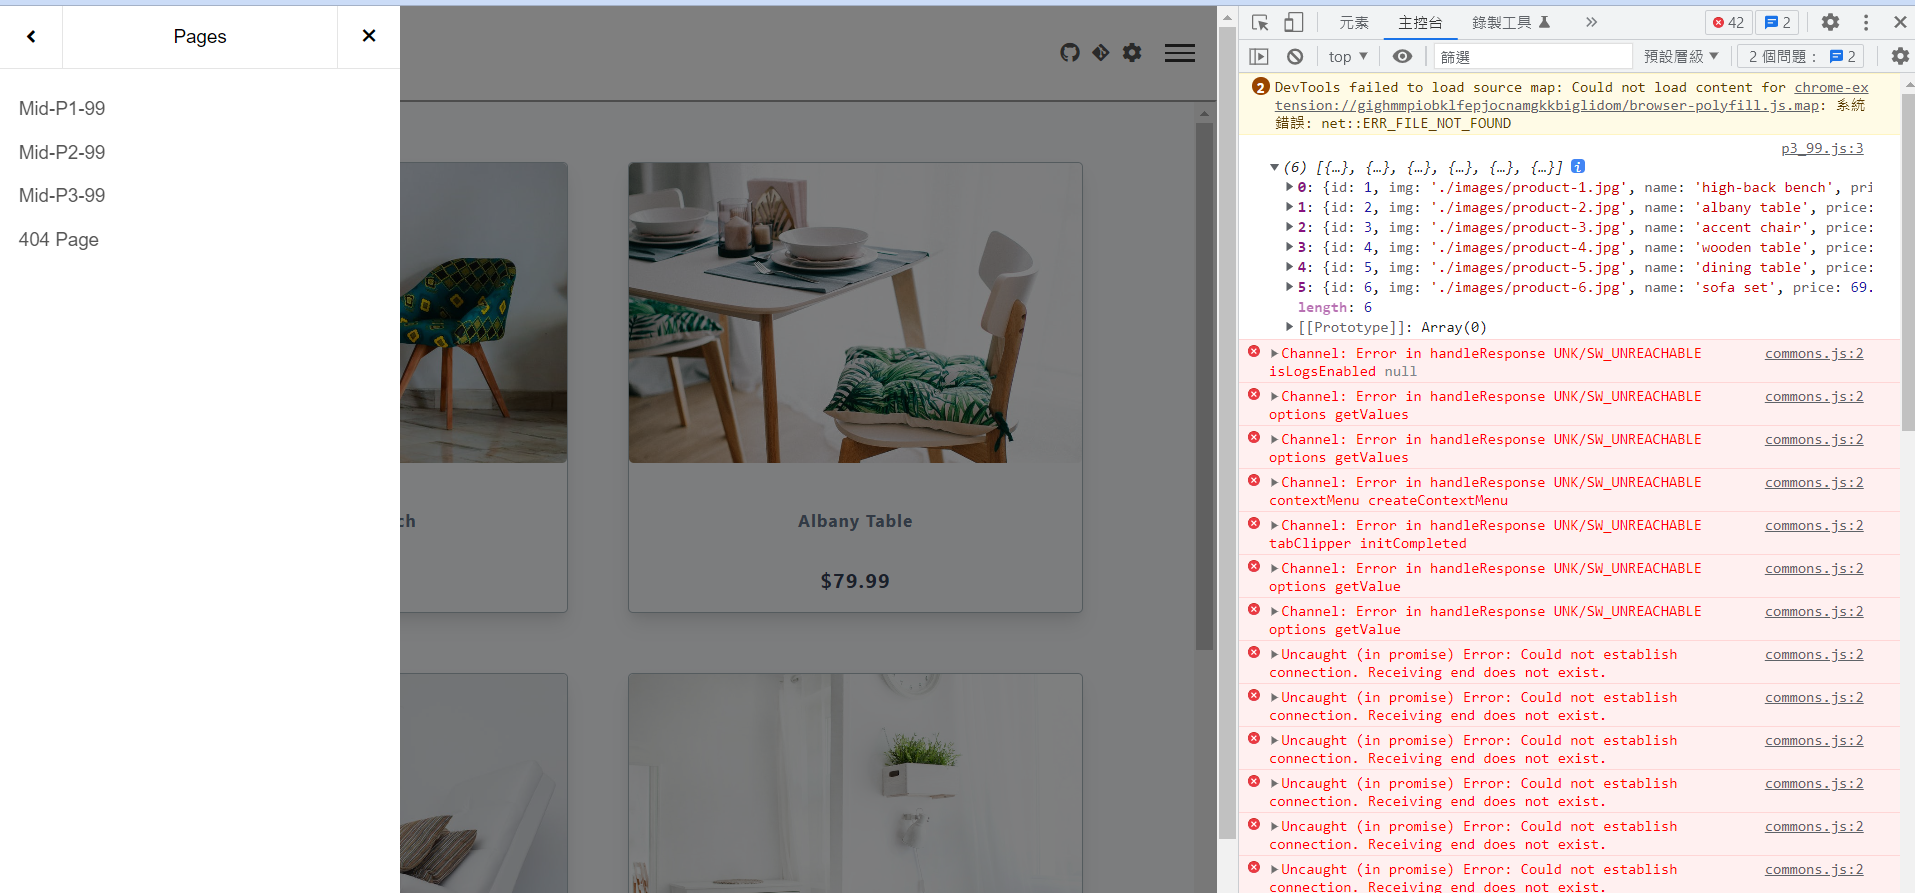 Pages
Mid-P1-99
Mid-P2-99
Mid-P3-99
404 Page
ch
Albany Table
$79.99
元素
主控台
錄製工具
42
2
top
篩選
預設層級
2 個問題：
2
2
DevTools failed to load source map: Could not load content for chrome-ex
tension://gighmmpiobklfepjocnamgkkbiglidom/browser-polyfill.js.map: 系統
錯誤: net::ERR_FILE_NOT_FOUND
p3_99.js:3
(6) [{…}, {…}, {…}, {…}, {…}, {…}] i
0: {id: 1, img: './images/product-1.jpg', name: 'high-back bench', pri
1: {id: 2, img: './images/product-2.jpg', name: 'albany table', price:
2: {id: 3, img: './images/product-3.jpg', name: 'accent chair', price:
3: {id: 4, img: './images/product-4.jpg', name: 'wooden table', price:
4: {id: 5, img: './images/product-5.jpg', name: 'dining table', price:
5: {id: 6, img: './images/product-6.jpg', name: 'sofa set', price: 69.
length: 6
[[Prototype]]: Array(0)
Channel: Error in handleResponse UNK/SW_UNREACHABLE commons.js:2
isLogsEnabled null
Channel: Error in handleResponse UNK/SW_UNREACHABLE commons.js:2
options getValues
Channel: Error in handleResponse UNK/SW_UNREACHABLE commons.js:2
options getValues
Channel: Error in handleResponse UNK/SW_UNREACHABLE commons.js:2
contextMenu createContextMenu
Channel: Error in handleResponse UNK/SW_UNREACHABLE commons.js:2
tabClipper initCompleted
Channel: Error in handleResponse UNK/SW_UNREACHABLE commons.js:2
options getValue
Channel: Error in handleResponse UNK/SW_UNREACHABLE commons.js:2
options getValue
Uncaught (in promise) Error: Could not establish commons.js:2
connection. Receiving end does not exist.
Uncaught (in promise) Error: Could not establish commons.js:2
connection. Receiving end does not exist.
Uncaught (in promise) Error: Could not establish commons.js:2
connection. Receiving end does not exist.
Uncaught (in promise) Error: Could not establish commons.js:2
connection. Receiving end does not exist.
Uncaught (in promise) Error: Could not establish commons.js:2
connection. Receiving end does not exist.
Uncaught (in promise) Error: Could not establish commons.js:2
connection. Receiving end does not exist.